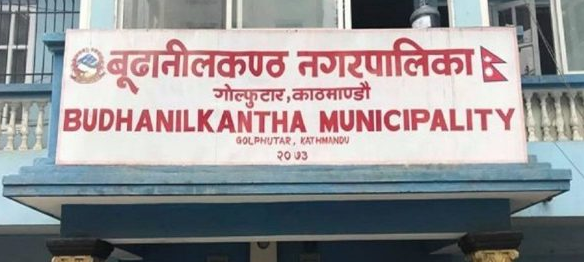 बूढानीलकण्ठ नगरपालिका
गोल्फुटार, काठमाण्डौ
BUDHANILKANTHA MUNICIPALITY
GOLPHUTAR, KATHMANDU
२०७३